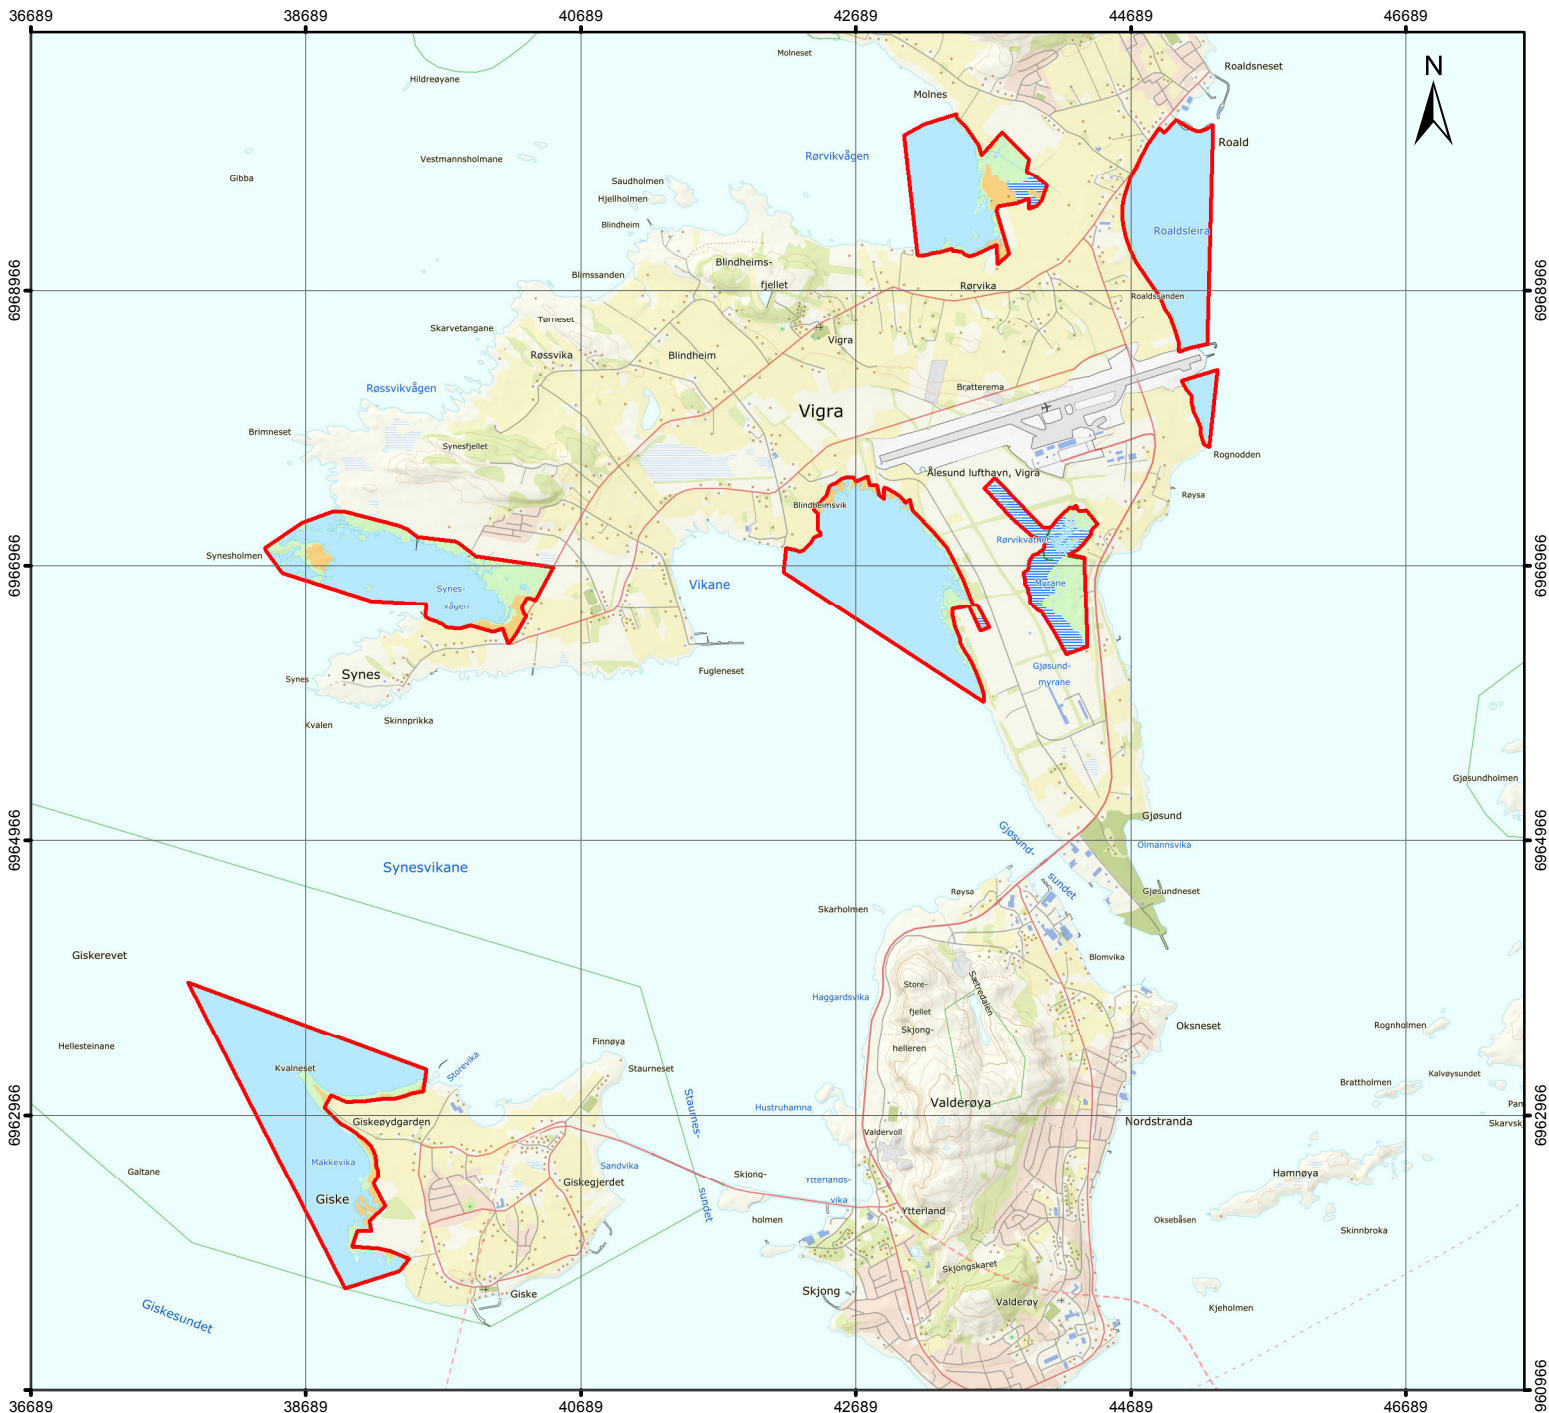 36689
38689
40689
42689
44689
46689
Roaldsneset
Molneset
N
Hildreøyane
Molnes
Roald
Rørvikvågen
Vestmannsholmane
Gibba
Saudholmen
Hjellholmen
Blindheim
Roaldsleira
Blindheims-
fjellet
Blimssanden
Rørvika
Roaldssanden
6968966
6968966
Tørneset
Skarvetangane
Vigra
Røssvika
Blindheim
Røssvikvågen
Bratterema
Vigra
Brimneset
Synesfjellet
Rognodden
Ålesund lufthavn, Vigra
Røysa
Blindheimsvik
Rørvikvatnet
Synesholmen
6966966
6966966
Synes-
vågen
Vikane
Myrane
Synes
Synes
Fugleneset
Gjøsund-
myrane
Kvalen
Skinnprikka
Gjøsundholmen
Gjøsund
Gjøsund-
sundet
Olmannsvika
6964966
6964966
Synesvikane
Røysa
Gjøsundneset
Skarholmen
Giskerevet
Blomvika
Sætredalen
Store-
fjellet
Haggardsvika
Skjong-
helleren
Oksneset
Rognholmen
Hellesteinane
Finnøya
Storevika
Staurneset
Kvalneset
Kalvøysundet
Brattholmen
Valderøya
Hustruhamna
Pan
Skarvsk
6962966
6962966
Giskeøydgarden
Staurnes-
sundet
Nordstranda
Valdervoll
Makkevika
Sandvika
Galtane
Skjong-
holmen
Ytterlands-
vika
Hamnøya
Giskegjerdet
Giske
Ytterland
Oksebåsen
Skinnbroka
Skjongskaret
Skjong
Giske
Valderøy
Kjeholmen
Giskesundet
6960966
36689
38689
40689
42689
44689
46689